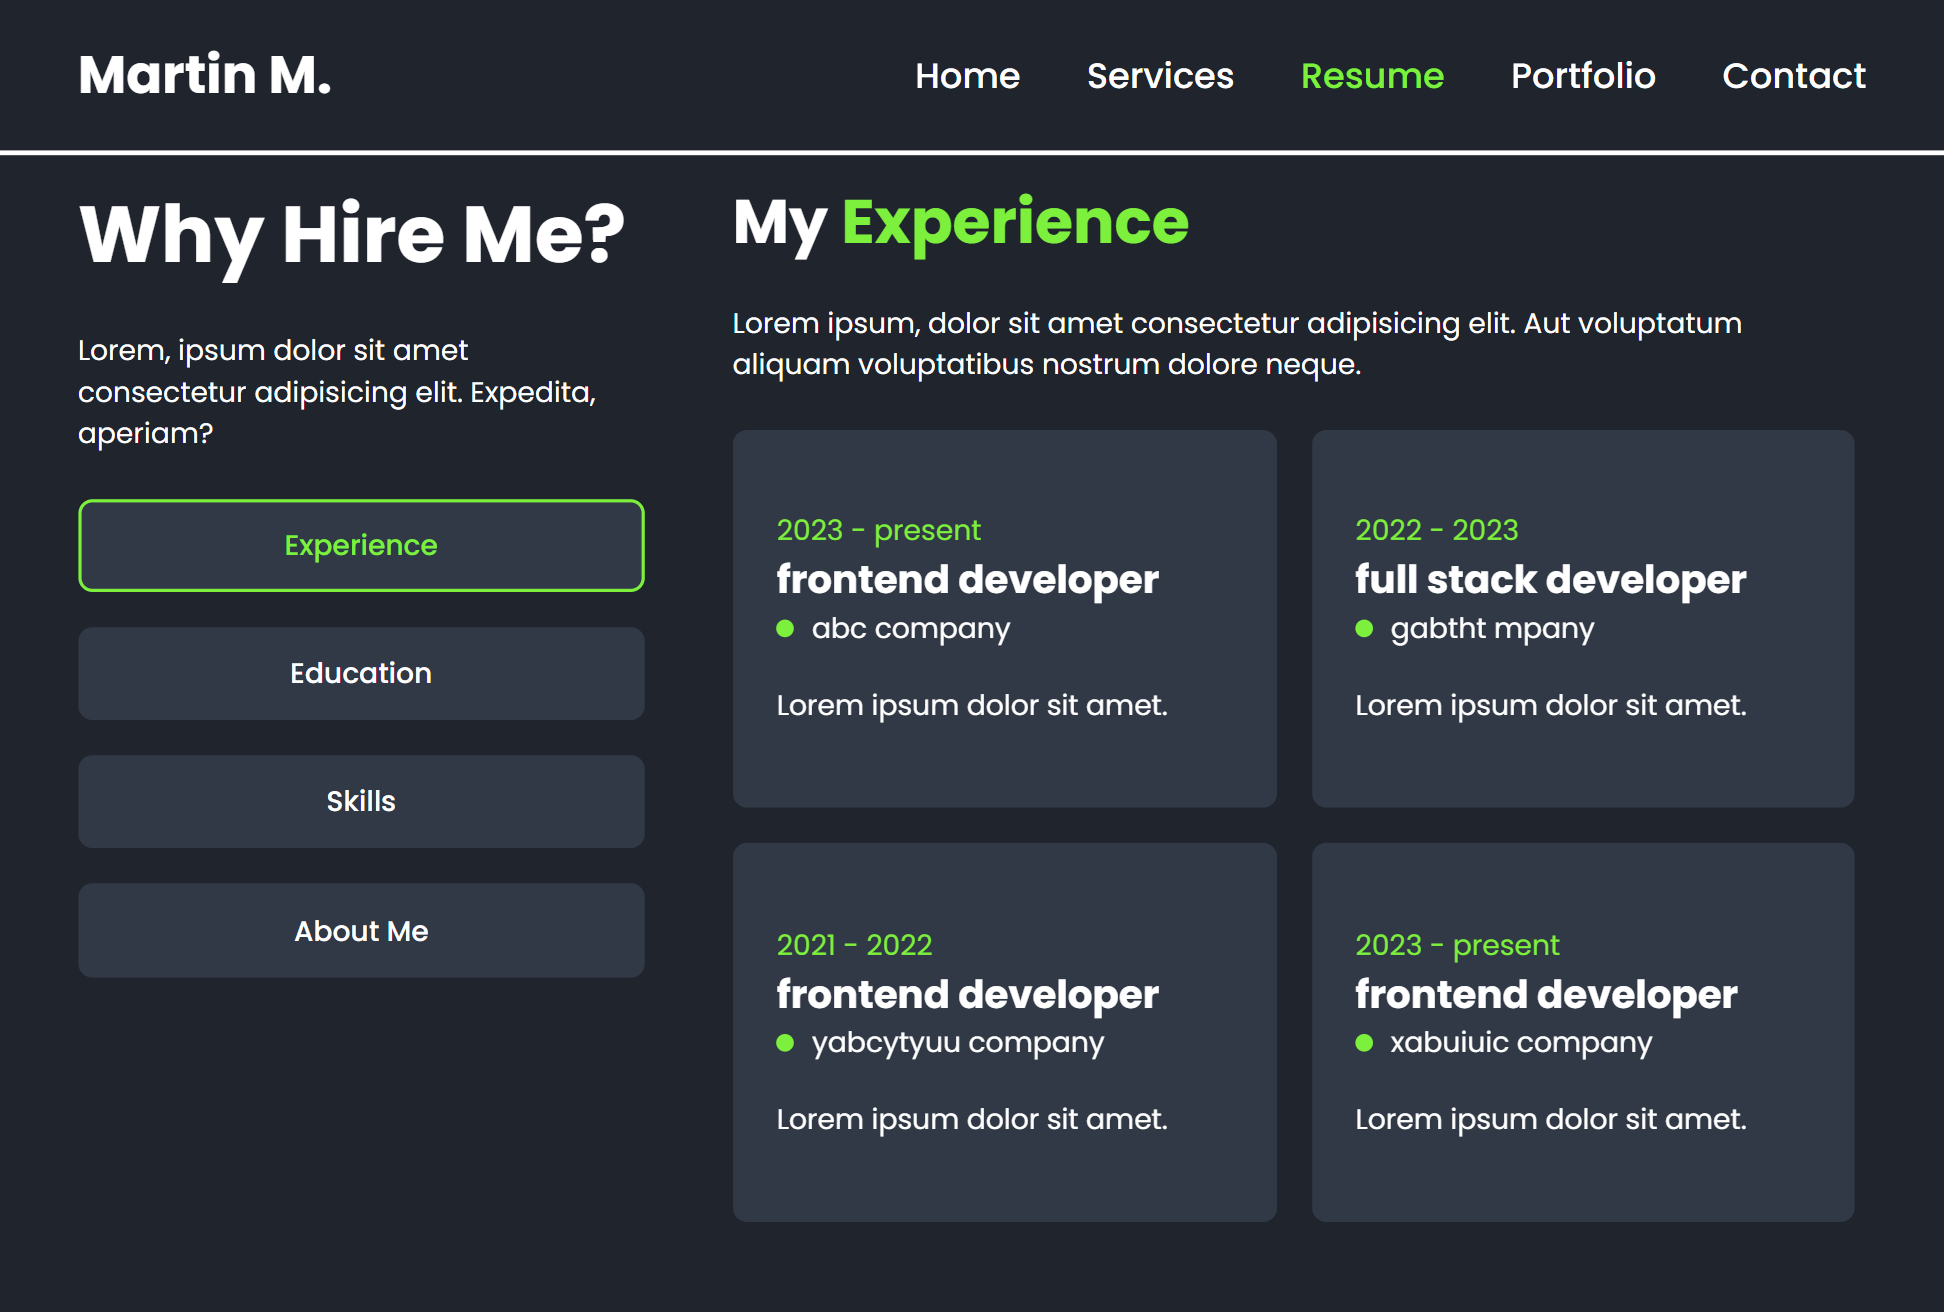 Martin M.
Home
Services
Resume
Portfolio
Contact
Why Hire Me?
Lorem, ipsum dolor sit amet
consectetur adipisicing elit. Expedita,
aperiam?
Experience
Education
Skills
About Me
My Experience
Lorem ipsum, dolor sit amet consectetur adipisicing elit. Aut voluptatum
aliquam voluptatibus nostrum dolore neque.
2023 - present
frontend developer
abc company
Lorem ipsum dolor sit amet.
2022 - 2023
full stack developer
gabtht mpany
Lorem ipsum dolor sit amet.
2021 - 2022
frontend developer
yabcytyuu company
Lorem ipsum dolor sit amet.
2023 - present
frontend developer
xabuiuic company
Lorem ipsum dolor sit amet.